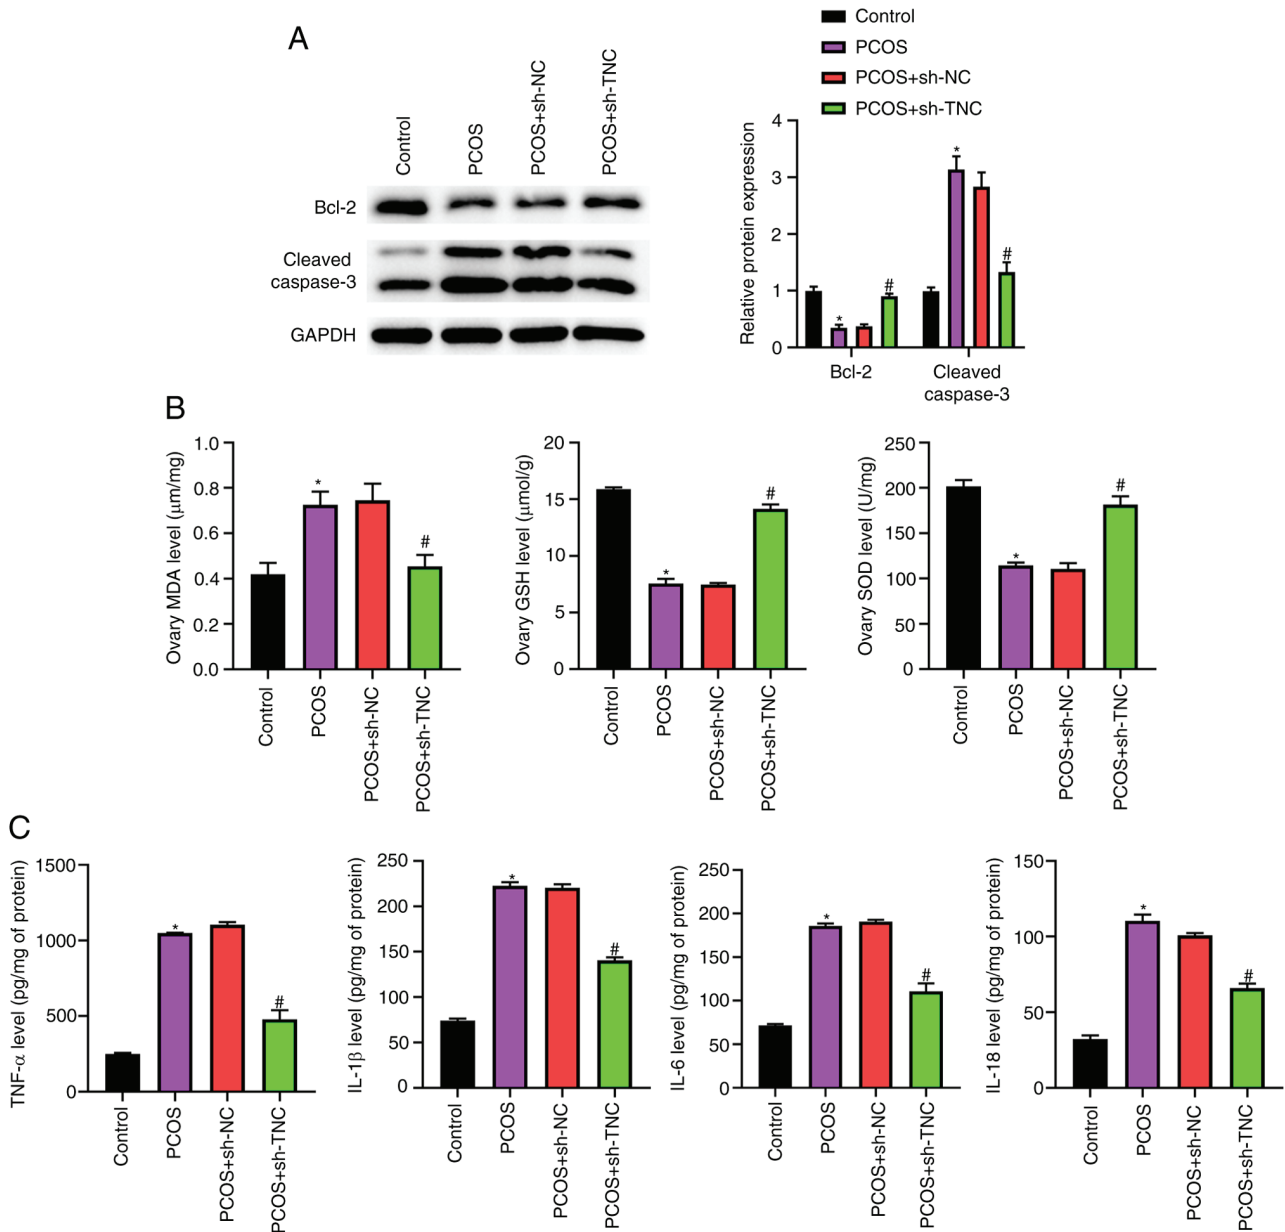 A
Control
PCOS
PCOS+sh-NC
PCOS+sh-TNC
Bcl-2
Cleaved
caspase-3
GAPDH
Control
PCOS
PCOS+sh-NC
PCOS+sh-TNC
Relative protein expression
4
3
2
1
0
*
#
*
#
Bcl-2
Cleaved
caspase-3
B
Ovary MDA level (μm/mg)
1.0
0.8
0.6
0.4
0.2
0.0
*
#
Control
PCOS
PCOS+sh-NC
PCOS+sh-TNC
Ovary GSH level (μmol/g)
20
15
10
5
0
*
#
Control
PCOS
PCOS+sh-NC
PCOS+sh-TNC
Ovary SOD level (U/mg)
250
200
150
100
50
0
*
#
Control
PCOS
PCOS+sh-NC
PCOS+sh-TNC
C
TNF-α level (pg/mg of protein)
1500
1000
500
0
*
#
Control
PCOS
PCOS+sh-NC
PCOS+sh-TNC
IL-1β level (pg/mg of protein)
250
200
150
100
50
0
*
#
Control
PCOS
PCOS+sh-NC
PCOS+sh-TNC
IL-6 level (pg/mg of protein)
250
200
150
100
50
0
*
#
Control
PCOS
PCOS+sh-NC
PCOS+sh-TNC
IL-18 level (pg/mg of protein)
150
100
50
0
*
#
Control
PCOS
PCOS+sh-NC
PCOS+sh-TNC